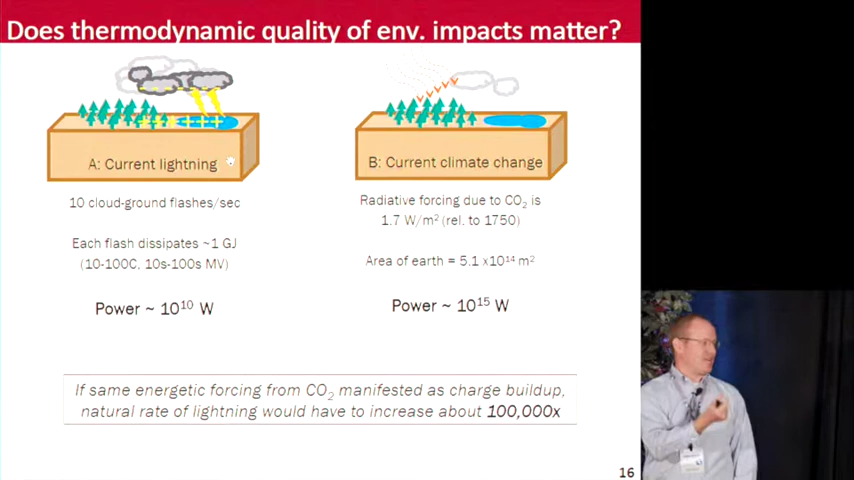 Does thermodynamic quality of env. impacts matter?
A: Current lightning
10 cloud-ground flashes/sec
Each flash dissipates ~1 GJ
(10-100C, 10s-100s MV)
Power ~ 10¹⁰ W
B: Current climate change
Radiative forcing due to CO₂ is
1.7 W/m² (rel. to 1750)
Area of earth = 5.1 x10¹⁴ m²
Power ~ 10¹⁵ W
If same energetic forcing from CO₂ manifested as charge buildup,
natural rate of lightning would have to increase about 100,000x
16